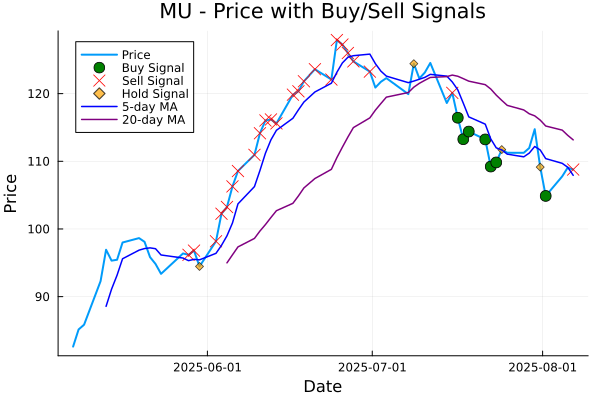 MU - Price with Buy/Sell Signals
Price
Buy Signal
Sell Signal
Hold Signal
5-day MA
20-day MA
120
110
100
90
Price
2025-06-01
2025-07-01
2025-08-01
Date